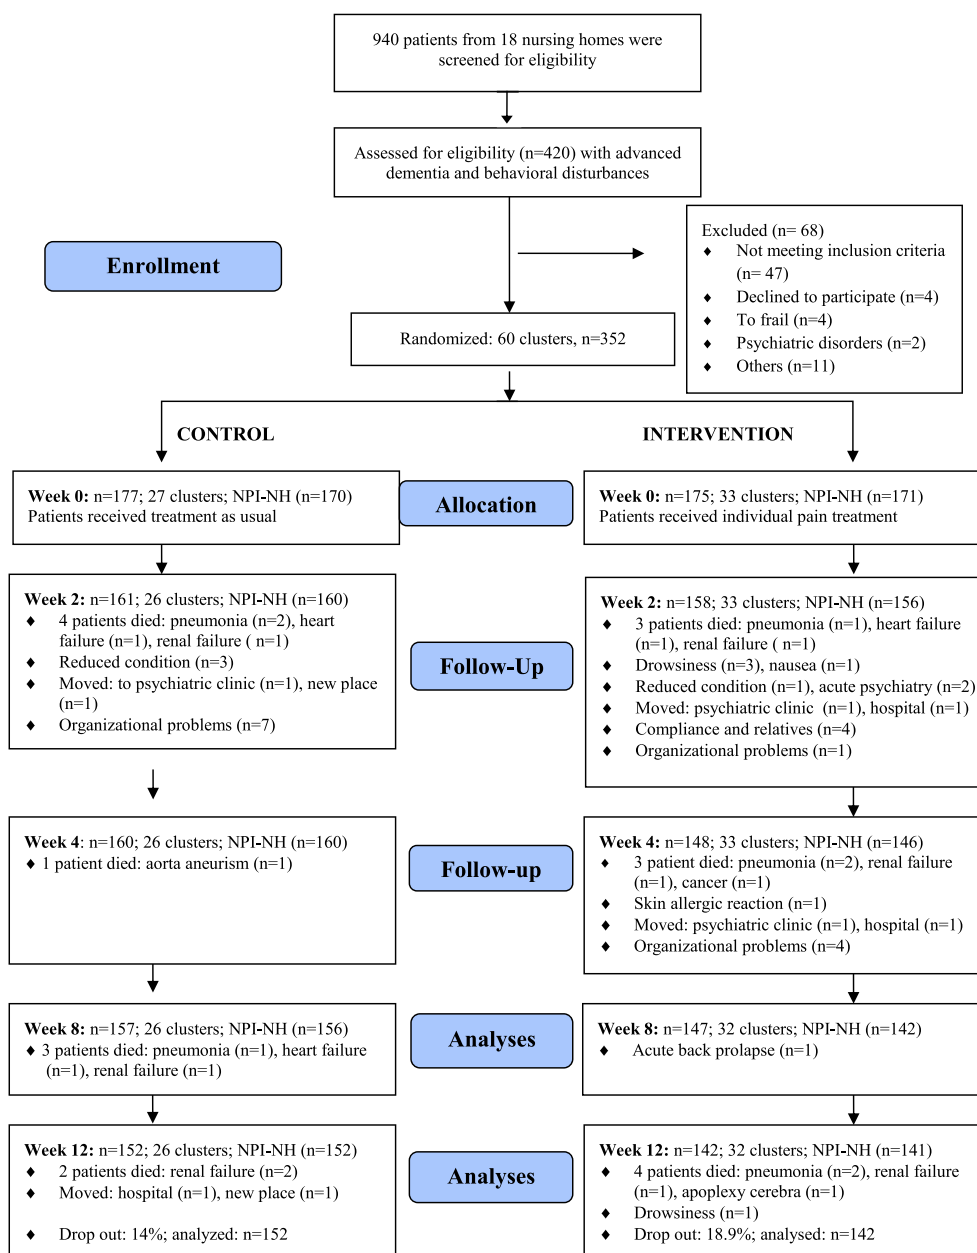 940 patients from 18 nursing homes were
screened for eligibility
Assessed for eligibility (n=420) with advanced
dementia and behavioral disturbances
Enrollment
Excluded (n= 68)
♦ Not meeting inclusion criteria
(n= 47)
♦ Declined to participate (n=4)
♦ To frail (n=4)
♦ Psychiatric disorders (n=2)
♦ Others (n=11)
Randomized: 60 clusters, n=352
CONTROL
INTERVENTION
Week 0: n=177; 27 clusters; NPI-NH (n=170)
Patients received treatment as usual
Allocation
Week 0: n=175; 33 clusters; NPI-NH (n=171)
Patients received individual pain treatment
Week 2: n=161; 26 clusters; NPI-NH (n=160)
♦ 4 patients died: pneumonia (n=2), heart
failure (n=1), renal failure ( n=1)
♦ Reduced condition (n=3)
♦ Moved: to psychiatric clinic (n=1), new place
(n=1)
♦ Organizational problems (n=7)
Follow-Up
Week 2: n=158; 33 clusters; NPI-NH (n=156)
♦ 3 patients died: pneumonia (n=1), heart failure
(n=1), renal failure ( n=1)
♦ Drowsiness (n=3), nausea (n=1)
♦ Reduced condition (n=1), acute psychiatry (n=2)
♦ Moved: psychiatric clinic (n=1), hospital (n=1)
♦ Compliance and relatives (n=4)
♦ Organizational problems (n=1)
Week 4: n=160; 26 clusters; NPI-NH (n=160)
♦ 1 patient died: aorta aneurism (n=1)
Follow-up
Week 4: n=148; 33 clusters; NPI-NH (n=146)
♦ 3 patient died: pneumonia (n=2), renal failure
(n=1), cancer (n=1)
♦ Skin allergic reaction (n=1)
♦ Moved: psychiatric clinic (n=1), hospital (n=1)
♦ Organizational problems (n=4)
Week 8: n=157; 26 clusters; NPI-NH (n=156)
♦ 3 patients died: pneumonia (n=1), heart failure
(n=1), renal failure (n=1)
Analyses
Week 8: n=147; 32 clusters; NPI-NH (n=142)
♦ Acute back prolapse (n=1)
Week 12: n=152; 26 clusters; NPI-NH (n=152)
♦ 2 patients died: renal failure (n=2)
♦ Moved: hospital (n=1), new place (n=1)
♦ Drop out: 14%; analyzed: n=152
Analyses
Week 12: n=142; 32 clusters; NPI-NH (n=141)
♦ 4 patients died: pneumonia (n=2), renal failure
(n=1), apoplexy cerebra (n=1)
♦ Drowsiness (n=1)
♦ Drop out: 18.9%; analysed: n=142